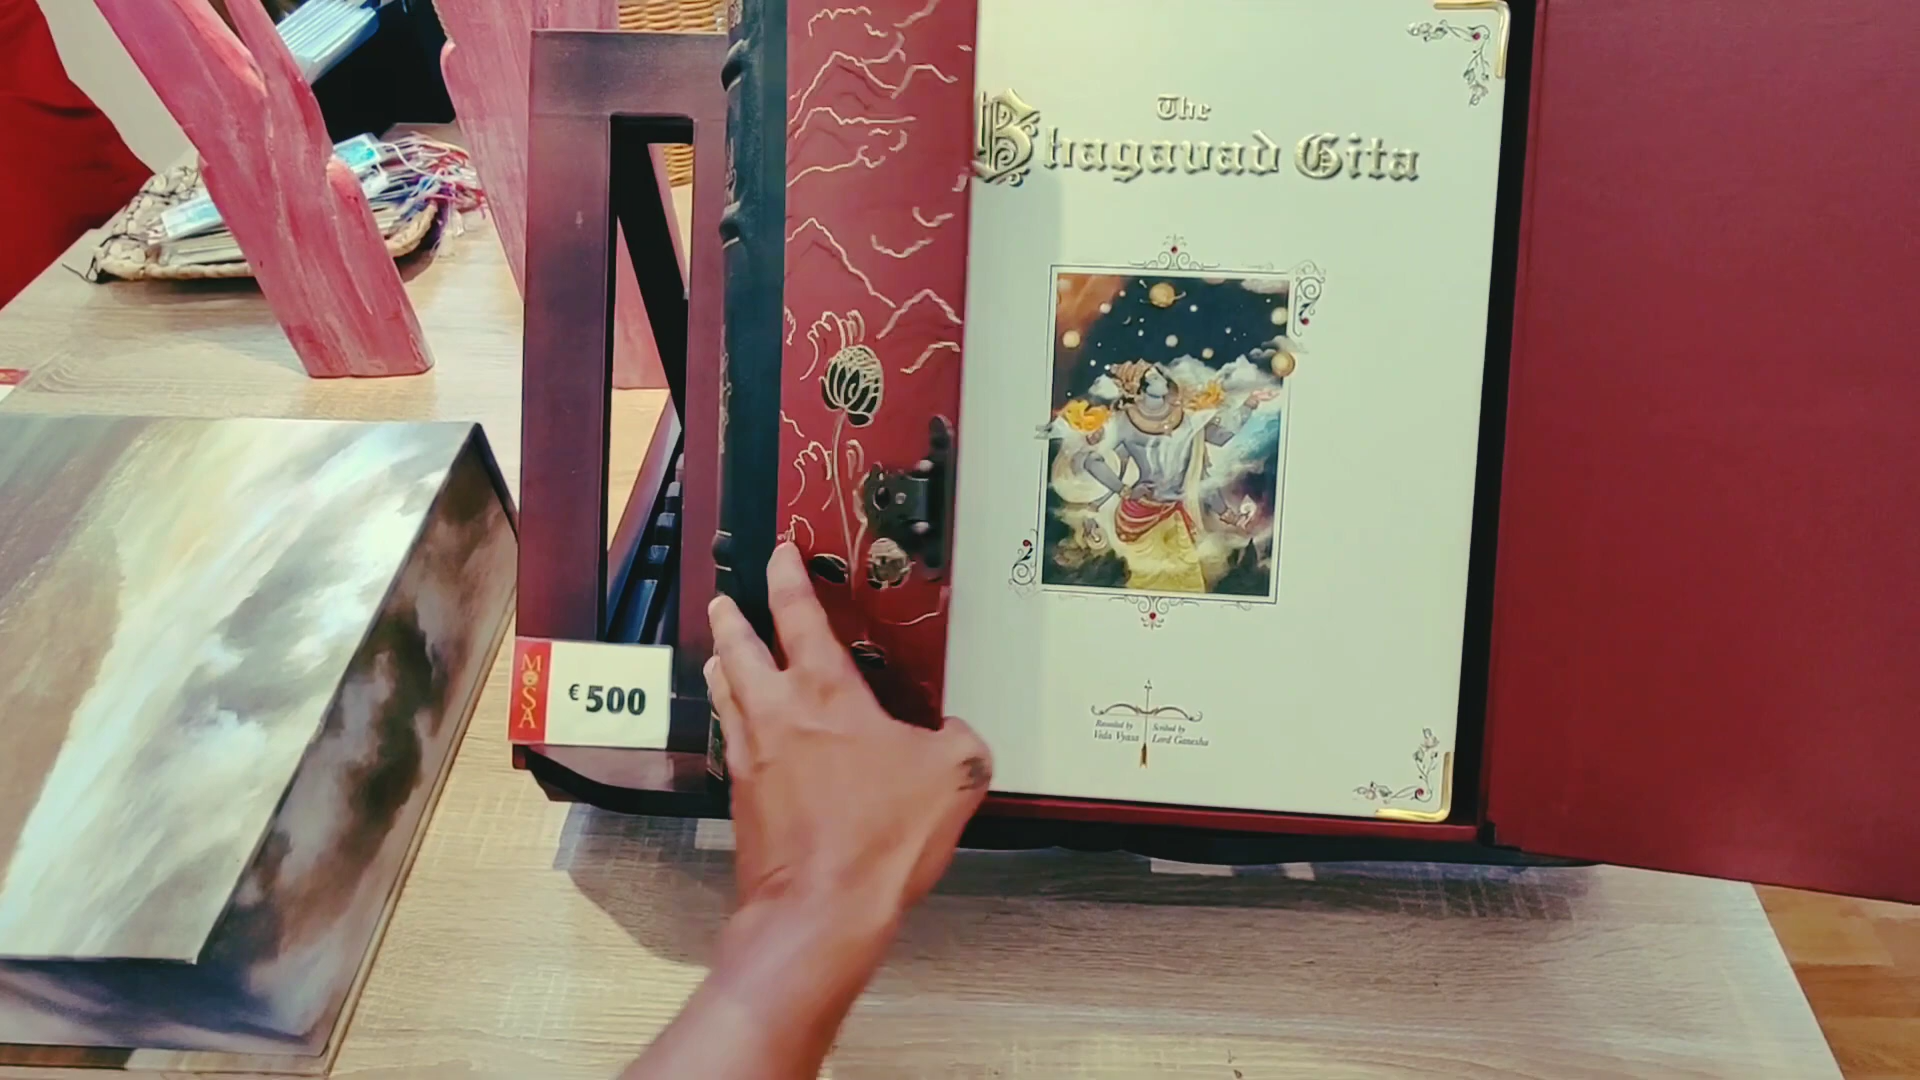 The
Bhagavad Gita
MOSA
€500
Recorded by
Veda Vyasa
Scribed by
Lord Ganesha